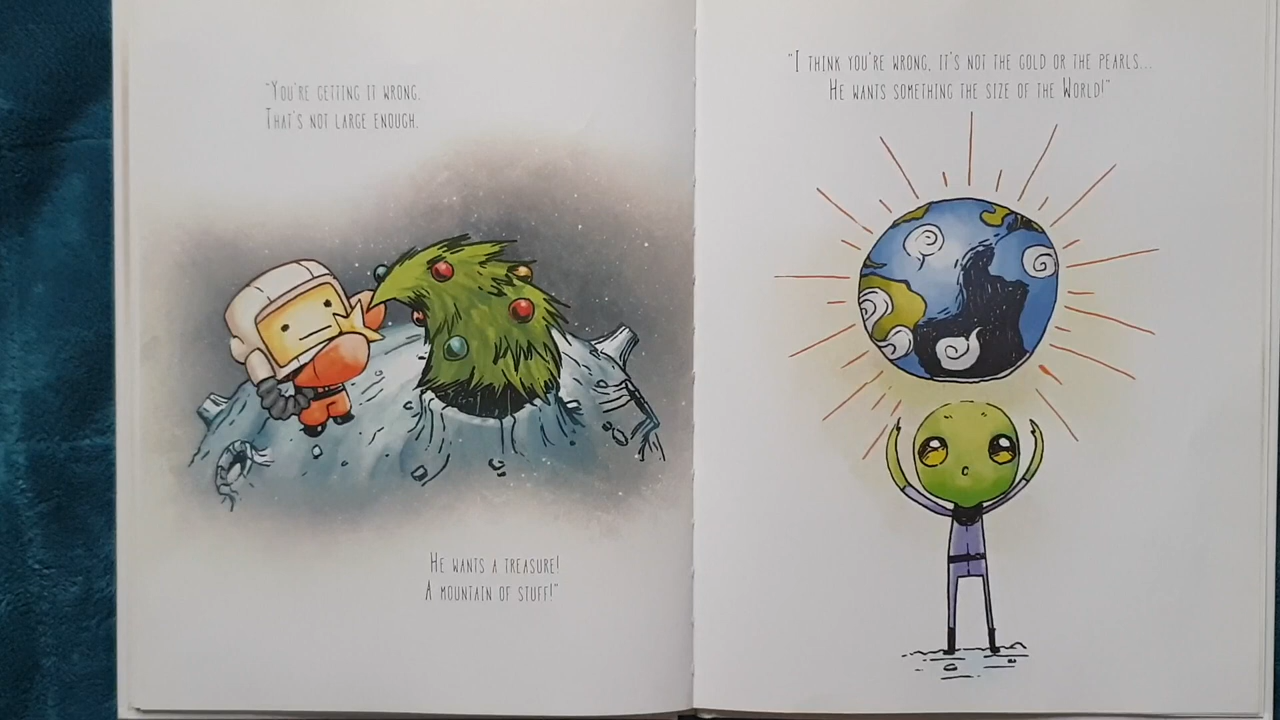 "You're getting it wrong.
That's not large enough.
He wants a treasure!
A mountain of stuff!"
"I think you're wrong, it's not the gold or the pearls...
He wants something the size of the World!"